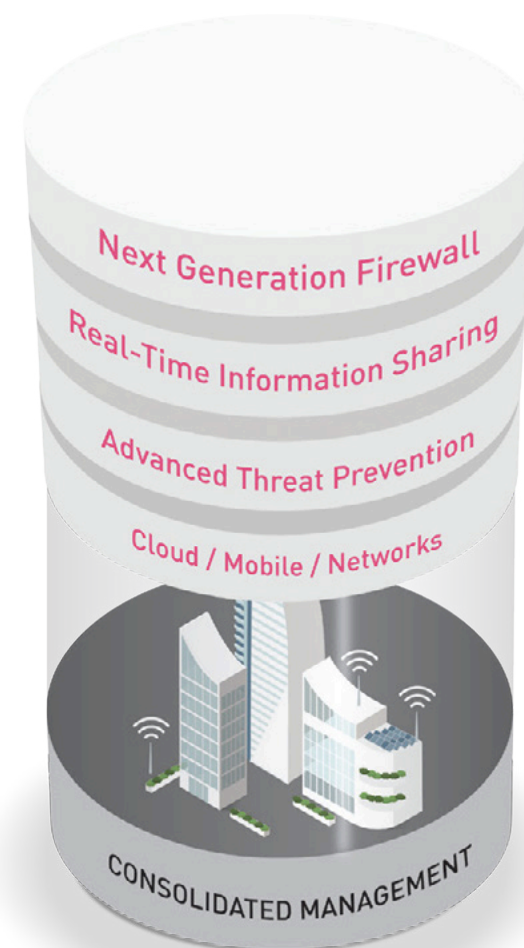 Next Generation Firewall
Real-Time Information Sharing
Advanced Threat Prevention
Cloud / Mobile / Networks
CONSOLIDATED MANAGEMENT